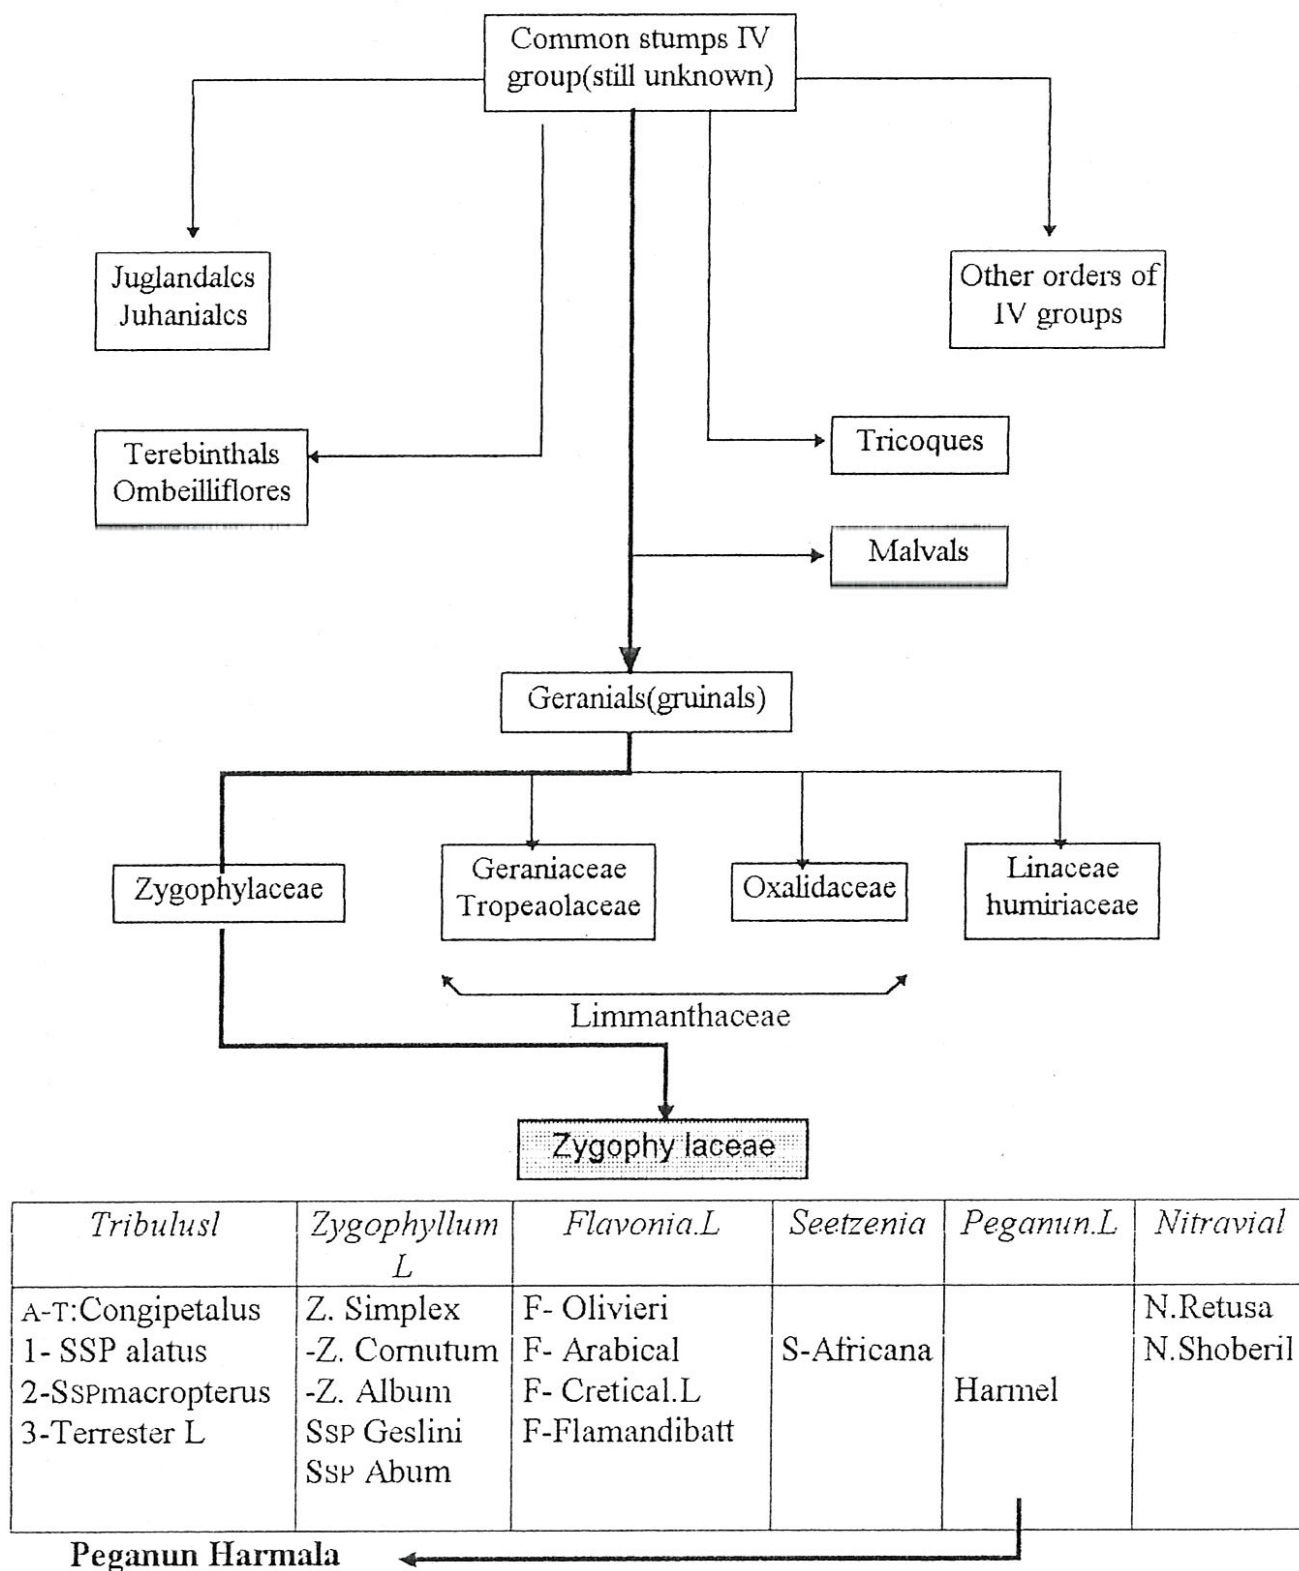 Common stumps IV
group(still unknown)
Juglandalcs
Juhanialcs
Other orders of
IV groups
Terebinthals
Ombeilliflores
Tricoques
Malvals
Geranials(gruinals)
Zygophylaceae
Geraniaceae
Tropeaolaceae
Oxalidaceae
Linaceae
humiriaceae
Limmanthaceae
Zygophy laceae
Tribulusl
Zygophyllum
L
Flavonia.L
Seetzenia
Peganun.L
Nitravial
A-T:Congipetalus
1- SSP alatus
2-SSPmacropterus
3-Terrester L
Z. Simplex
-Z. Cornutum
-Z. Album
SSP Geslini
SSP Abum
F- Olivieri
F- Arabical
F- Cretical.L
F-Flamandibatt
S-Africana
Harmel
N.Retusa
N.Shoberil
Peganun Harmala